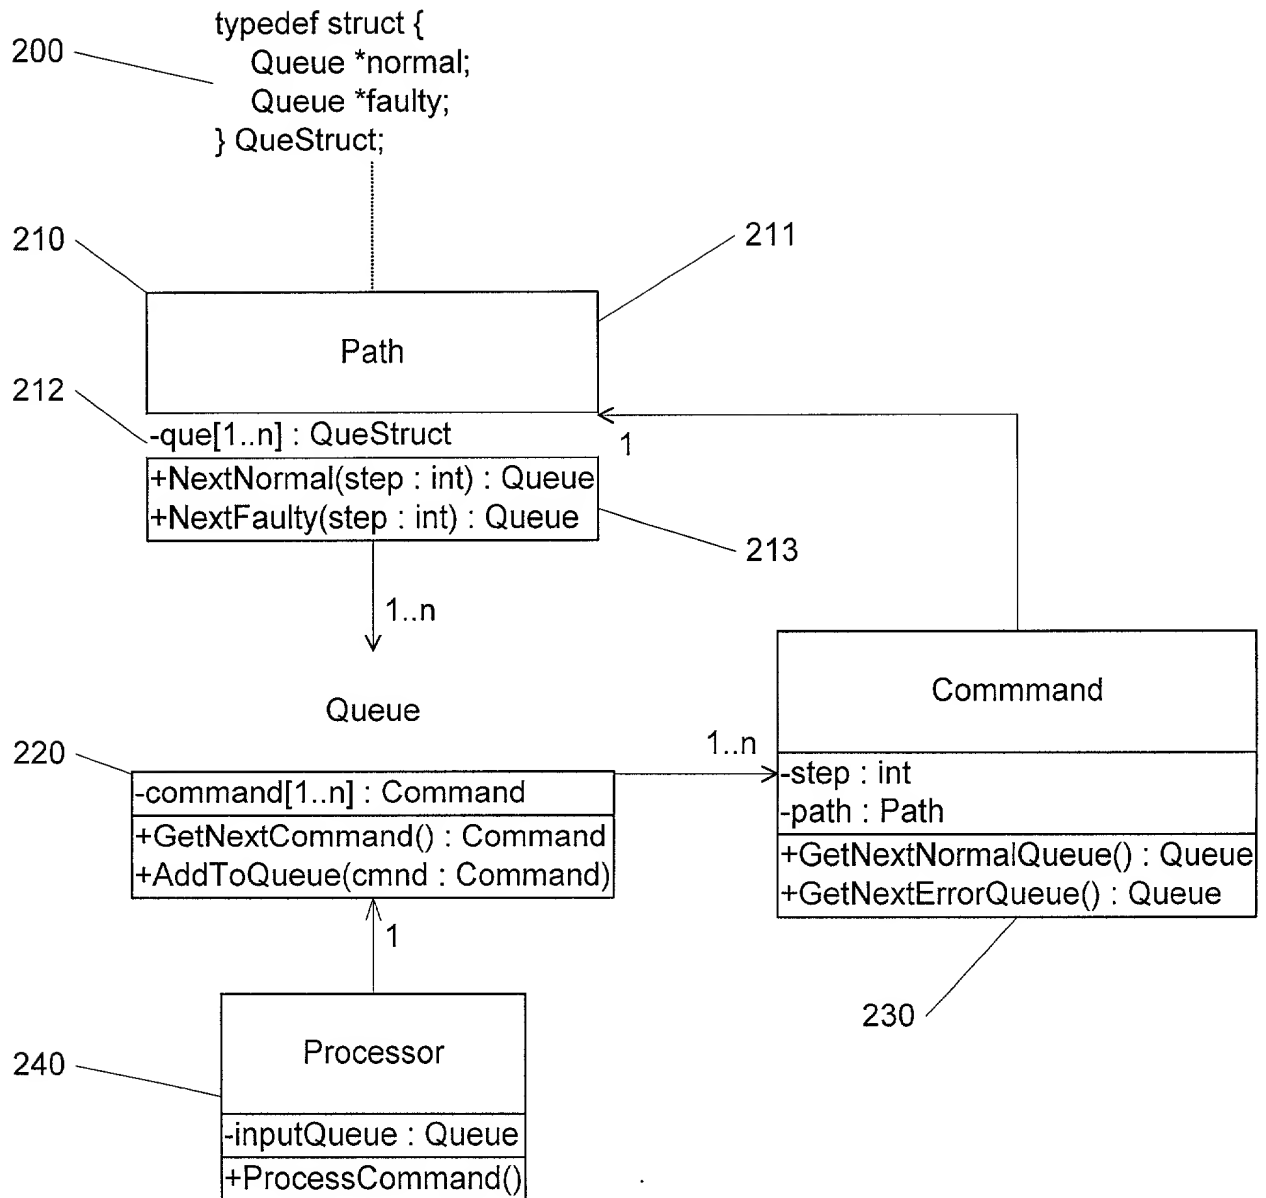 typedef struct {
200
Queue *normal;
Queue *faulty;
} QueStruct;
210
211
Path
212
-que[1..n] : QueStruct
1
+NextNormal(step : int) : Queue
+NextFaulty(step : int) : Queue
213
1..n
Commmand
Queue
220
1..n
-step : int
-command[1..n] : Command
-path : Path
+GetNextCommand() : Command
+GetNextNormalQueue() : Queue
+AddToQueue(cmnd : Command)
+GetNextErrorQueue() : Queue
1
230
Processor
240
-inputQueue : Queue
+ProcessCommand()